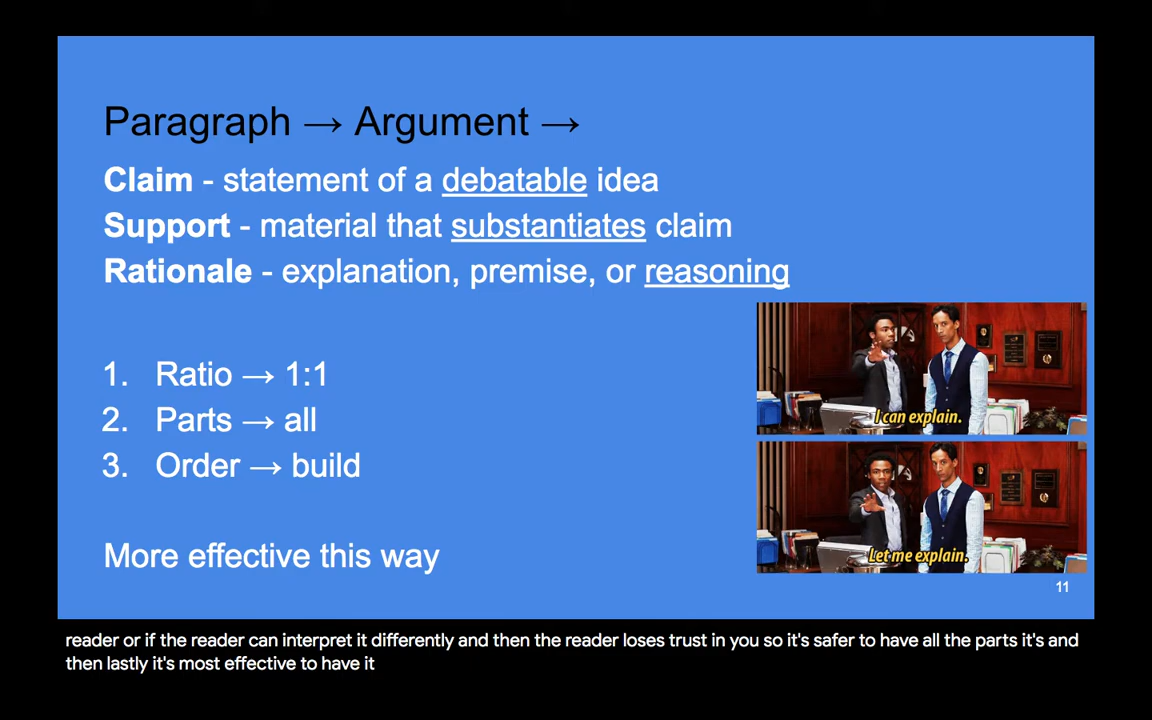 Paragraph → Argument →
Claim - statement of a debatable idea
Support - material that substantiates claim
Rationale - explanation, premise, or reasoning
1. Ratio → 1:1
2. Parts → all
3. Order → build
More effective this way
I can explain.
Let me explain.
11
reader or if the reader can interpret it differently and then the reader loses trust in you so it's safer to have all the parts it's and
then lastly it's most effective to have it